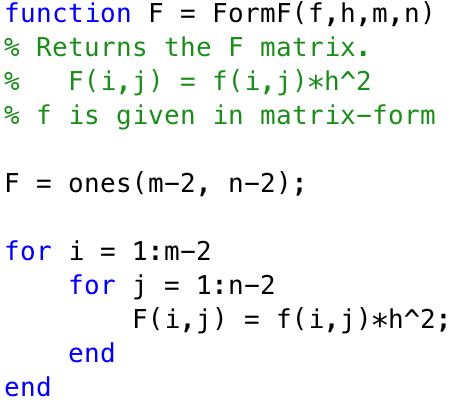 function F = FormF(f,h,m,n)
% Returns the F matrix.
%   F(i,j) = f(i,j)*h^2
% f is given in matrix-form

F = ones(m-2, n-2);

for i = 1:m-2
    for j = 1:n-2
        F(i,j) = f(i,j)*h^2;
    end
end